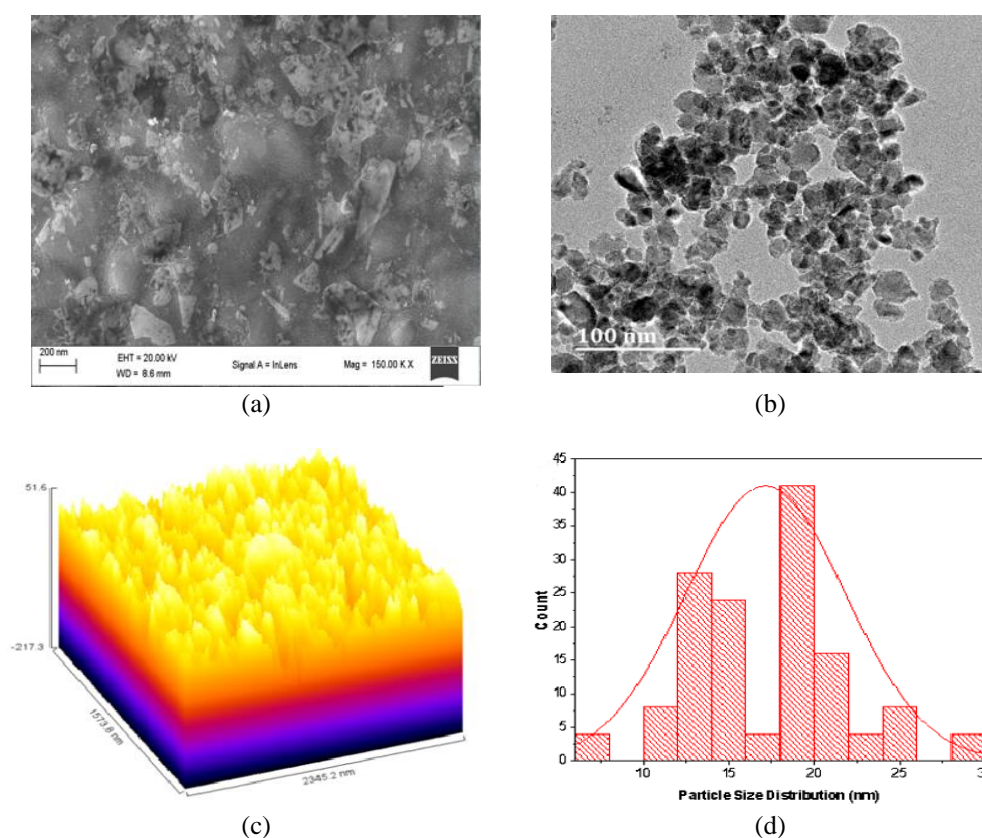 200 nm
EHT = 20.00 kV
WD = 8.6 mm
Signal A = InLens
Mag = 150.00 K X
ZEISS
(a)
100 nm
(b)
51.6
-217.3
1573.6 nm
2345.2 nm
(c)
45
40
35
30
25
20
15
10
5
0
Count
10 15 20 25 3
Particle Size Distribution (nm)
(d)